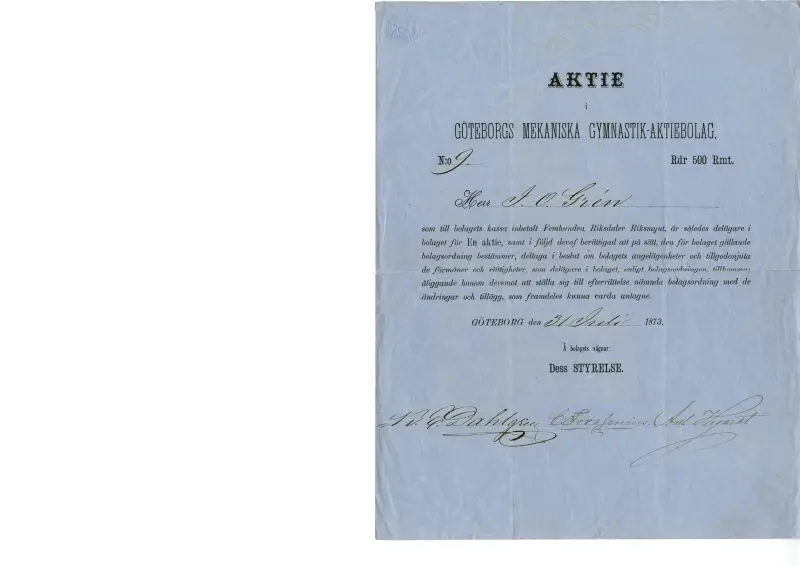 AKTIE
i
GÖTEBORGS MEKANISKA GYMNASTIK-AKTIEBOLAG.
N:o 9. Rdr 500 Rmt.
Herr J. O. Grén
som till bolagets kassa inbetalt Femhundra Riksdaler Riksmynt, är således delägare i
bolaget för En aktie, samt i följd deraf berättigad att på sätt, den för bolaget gällande
bolagsordning bestämmer, deltaga i beslut om bolagets angelägenheter och tillgodonjuta
de förmåner och rättigheter, som delägare i bolaget, enligt bolagsordningen, tillkomma;
åliggande honom deremot att ställa sig till efterrättelse nämnda bolagsordning med de
ändringar och tillägg, som framdeles kunna varda antagne.
GÖTEBORG den 31 Juli 1873.
Å bolagets vägnar:
Dess STYRELSE.
Dahlgren